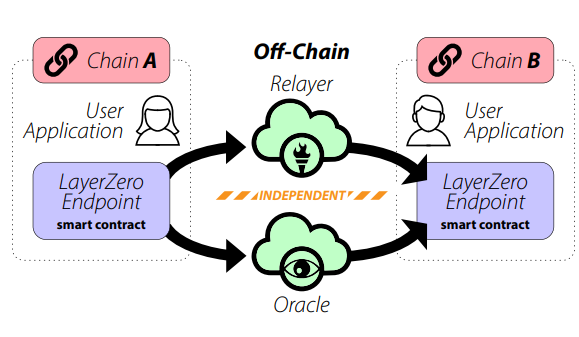 Chain A
User
Application
LayerZero
Endpoint
smart contract
Off-Chain
Relayer
INDEPENDENT
Oracle
Chain B
User
Application
LayerZero
Endpoint
smart contract